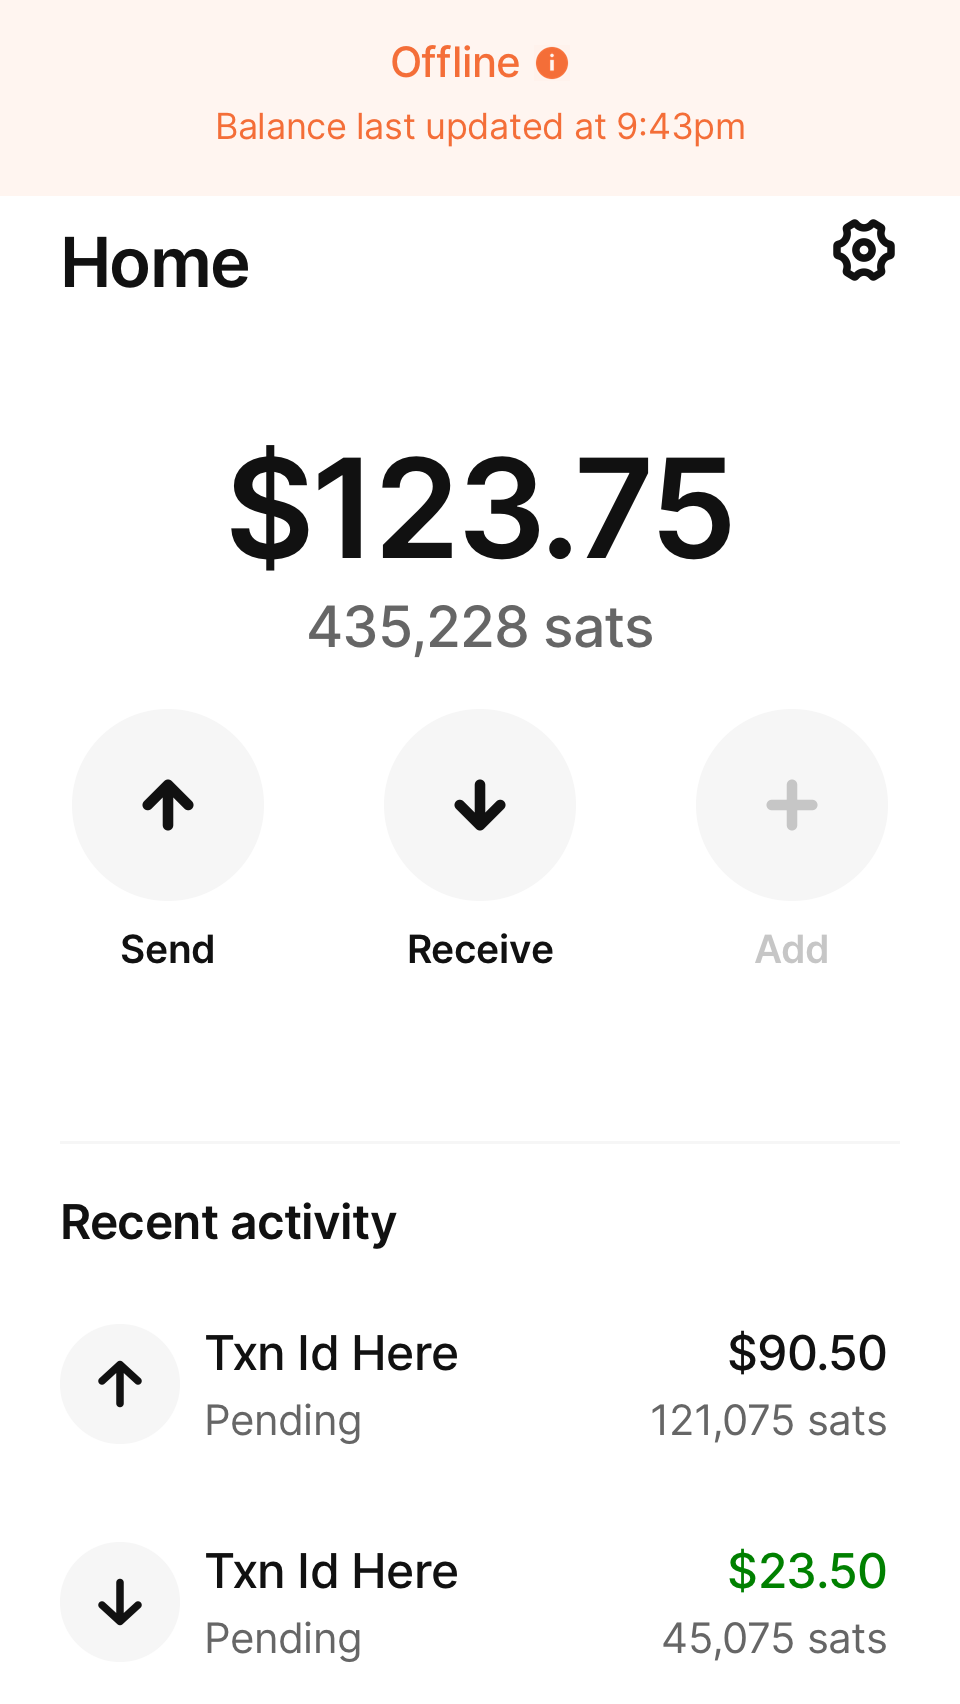 Offline
Balance last updated at 9:43pm
Home
$123.75
435,228 sats
Send Receive Add
Recent activity
Txn Id Here $90.50
Pending 121,075 sats
Txn Id Here $23.50
Pending 45,075 sats